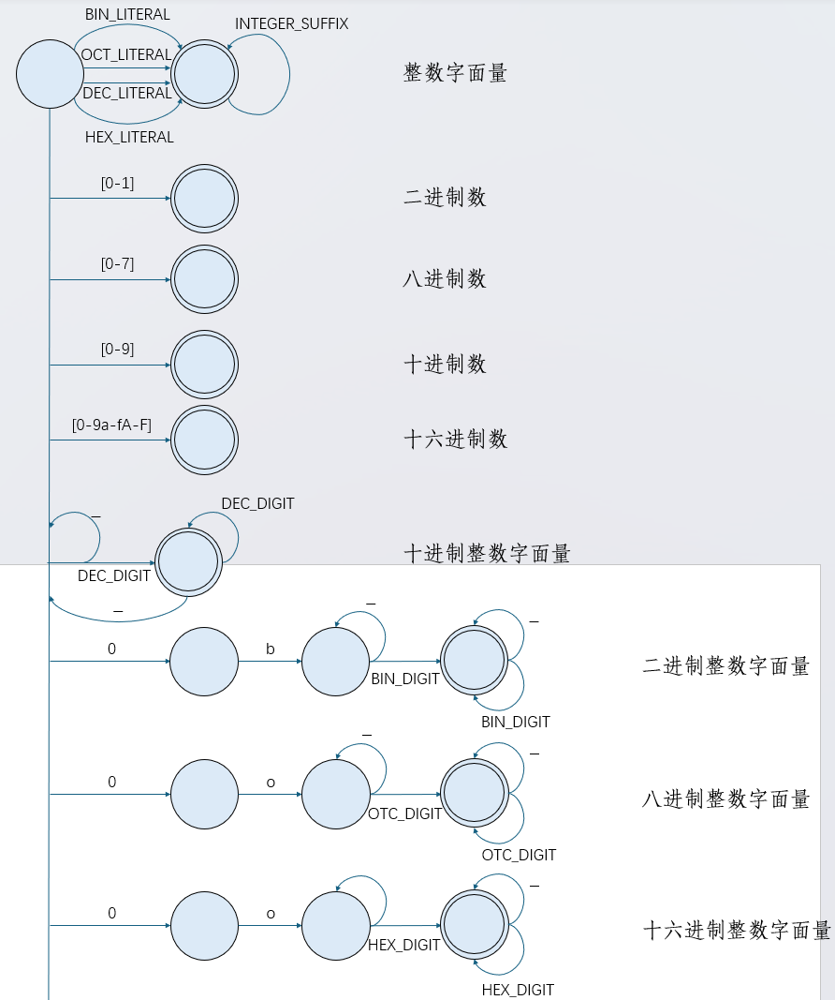 BIN_LITERAL
INTEGER_SUFFIX
OCT_LITERAL
整数字面量
DEC_LITERAL
HEX_LITERAL
[0-1]
二进制数
[0-7]
八进制数
[0-9]
十进制数
[0-9a-fA-F]
十六进制数
DEC_DIGIT
_
十进制整数字面量
DEC_DIGIT
_
_
_
0
b
BIN_DIGIT
二进制整数字面量
BIN_DIGIT
_
_
0
o
OTC_DIGIT
八进制整数字面量
OTC_DIGIT
_
0
o
HEX_DIGIT
十六进制整数字面量
HEX_DIGIT